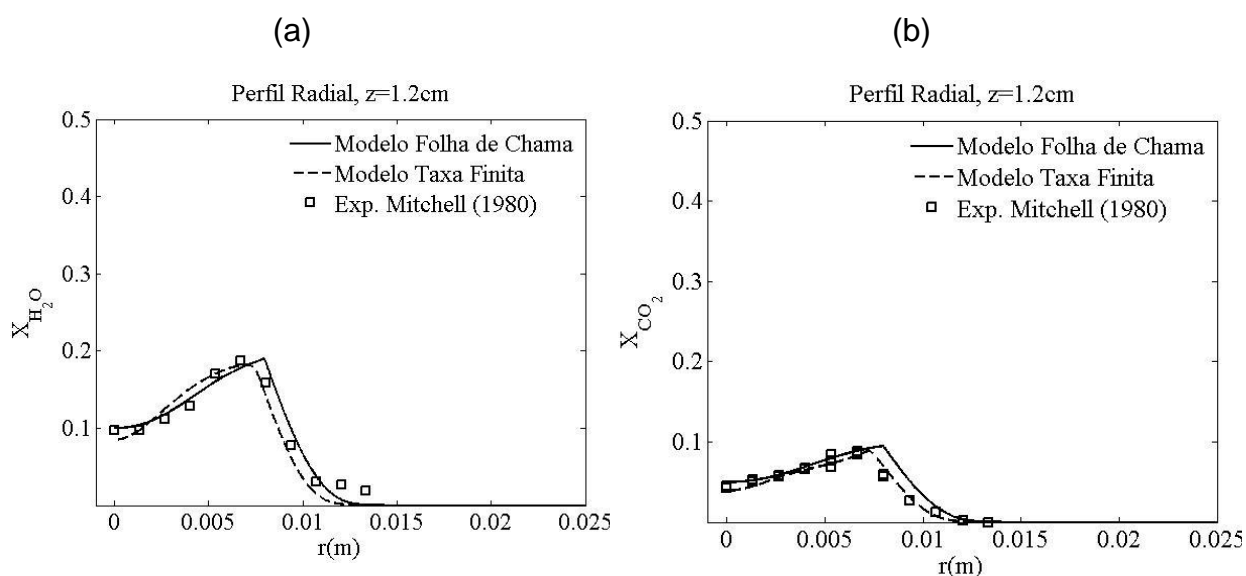 (a)
Perfil Radial, z=1.2cm
0.5
0.4
0.3
0.2
0.1
X_H₂O
Modelo Folha de Chama
Modelo Taxa Finita
Exp. Mitchell (1980)
0 0.005 0.01 0.015 0.02 0.025
r(m)
(b)
Perfil Radial, z=1.2cm
0.5
0.4
0.3
0.2
0.1
X_CO₂
Modelo Folha de Chama
Modelo Taxa Finita
Exp. Mitchell (1980)
0 0.005 0.01 0.015 0.02 0.025
r(m)